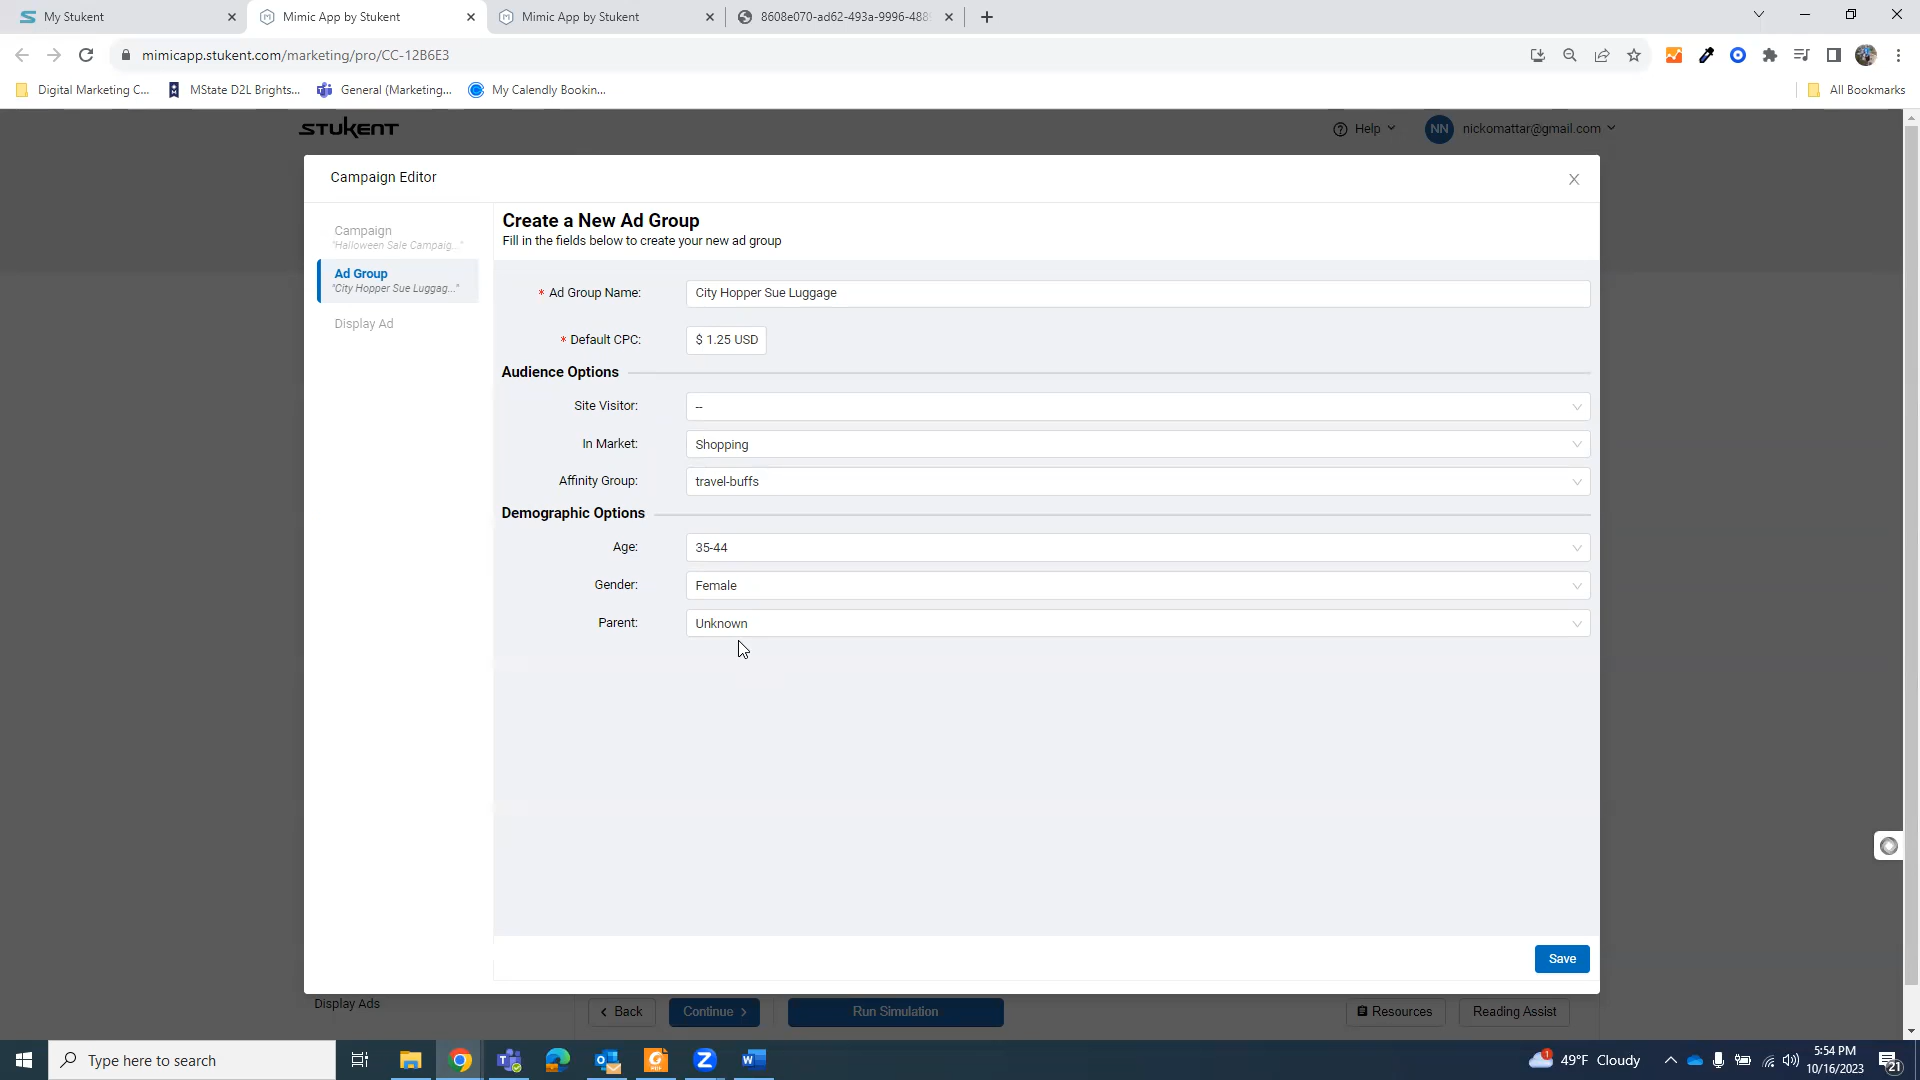 My Stukent
Mimic App by Stukent
Mimic App by Stukent
8608e070-ad62-493a-9996-488
mimicapp.stukent.com/marketing/pro/CC-12B6E3
Digital Marketing C...
MState D2L Brights...
General (Marketing...
My Calendly Bookin...
All Bookmarks
STUKENT
Help
NN
nickomattar@gmail.com
Campaign Editor
Campaign
"Halloween Sale Campaig..."
Ad Group
"City Hopper Sue Luggag..."
Display Ad
Create a New Ad Group
Fill in the fields below to create your new ad group
* Ad Group Name: City Hopper Sue Luggage
* Default CPC: $ 1.25 USD
Audience Options
Site Visitor: --
In Market: Shopping
Affinity Group: travel-buffs
Demographic Options
Age: 35-44
Gender: Female
Parent: Unknown
Save
Display Ads
Back
Continue
Run Simulation
Resources
Reading Assist
Type here to search
1
49°F Cloudy
5:54 PM
10/16/2023
21